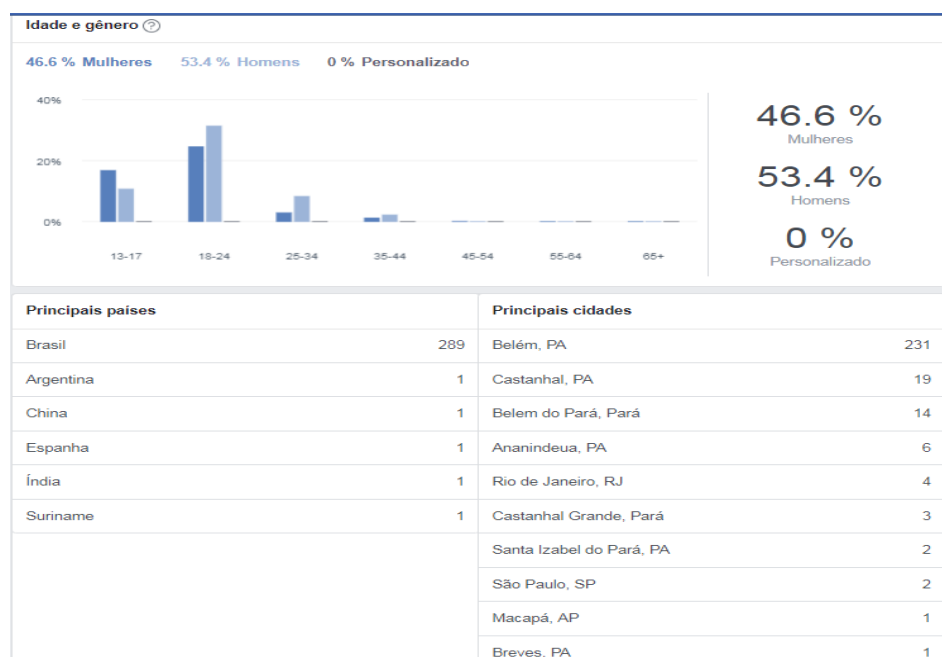 Idade e gênero ?
46.6 % Mulheres 53.4 % Homens 0 % Personalizado
40%
20%
0%
13-17 18-24 25-34 35-44 45-54 55-64 65+
46.6 %
Mulheres
53.4 %
Homens
0 %
Personalizado
Principais países
Brasil 289
Argentina 1
China 1
Espanha 1
Índia 1
Suriname 1
Principais cidades
Belém, PA 231
Castanhal, PA 19
Belem do Pará, Pará 14
Ananindeua, PA 6
Rio de Janeiro, RJ 4
Castanhal Grande, Pará 3
Santa Izabel do Pará, PA 2
São Paulo, SP 2
Macapá, AP 1
Breves, PA 1